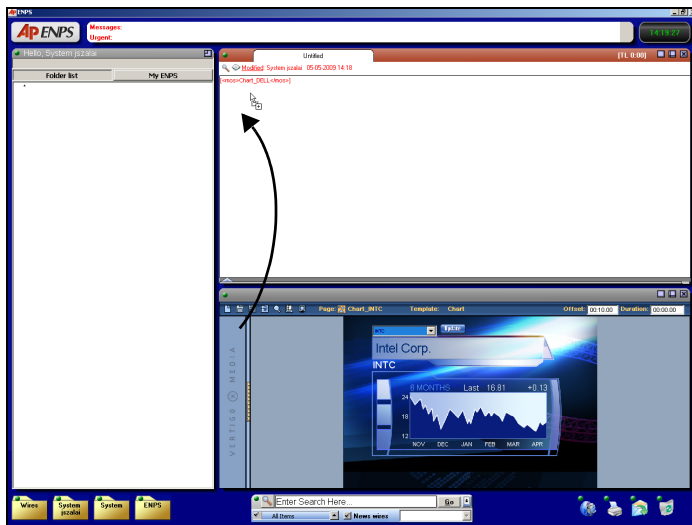 ENPS
AP ENPS
Messages:
Urgent:
14:19:27
Hello, System jszalai
Folder list
My ENPS
*
Untitled
[TL 0:00]
Modified: System jszalai 05-05-2009 14:18
[<mos>Chart_DELL</mos>]
Page: Chart_INTC Template: Chart Offset: 00:10.00 Duration: 00:00.00
VERTIGO MEDIA
INTC
Update
Intel Corp.
INTC
6 MONTHS Last 16.81 +0.13
24
18
12
NOV DEC JAN FEB MAR APR
Wires
System jszalai
System
ENPS
Enter Search Here...
Go
All Items
News wires